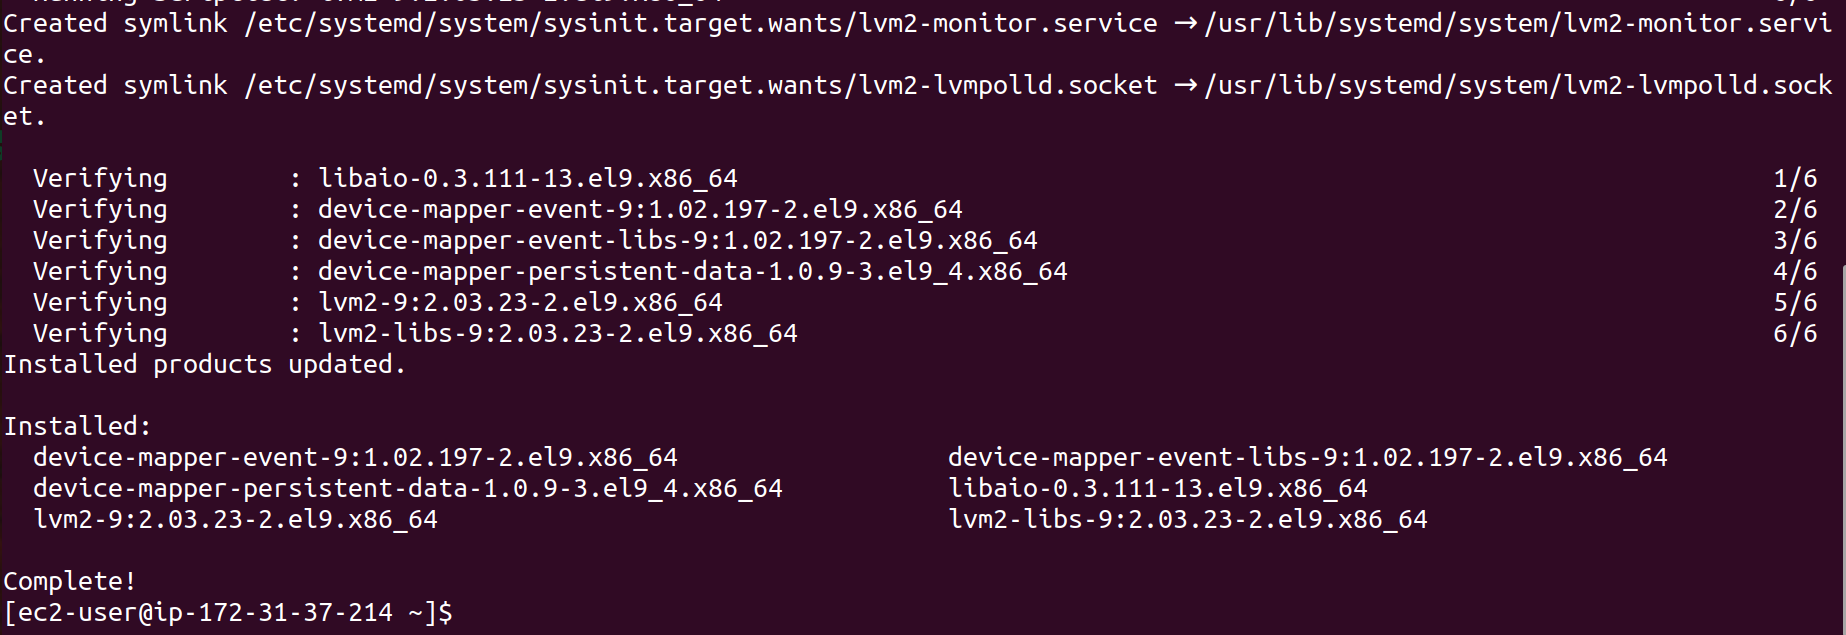 Created symlink /etc/systemd/system/sysinit.target.wants/lvm2-monitor.service → /usr/lib/systemd/system/lvm2-monitor.servi
ce.
Created symlink /etc/systemd/system/sysinit.target.wants/lvm2-lvmpolld.socket → /usr/lib/systemd/system/lvm2-lvmpolld.sock
et.
Verifying : libaio-0.3.111-13.el9.x86_64 1/6
Verifying : device-mapper-event-9:1.02.197-2.el9.x86_64 2/6
Verifying : device-mapper-event-libs-9:1.02.197-2.el9.x86_64 3/6
Verifying : device-mapper-persistent-data-1.0.9-3.el9_4.x86_64 4/6
Verifying : lvm2-9:2.03.23-2.el9.x86_64 5/6
Verifying : lvm2-libs-9:2.03.23-2.el9.x86_64 6/6
Installed products updated.
Installed:
device-mapper-event-9:1.02.197-2.el9.x86_64 device-mapper-event-libs-9:1.02.197-2.el9.x86_64
device-mapper-persistent-data-1.0.9-3.el9_4.x86_64 libaio-0.3.111-13.el9.x86_64
lvm2-9:2.03.23-2.el9.x86_64 lvm2-libs-9:2.03.23-2.el9.x86_64
Complete!
[ec2-user@ip-172-31-37-214 ~]$